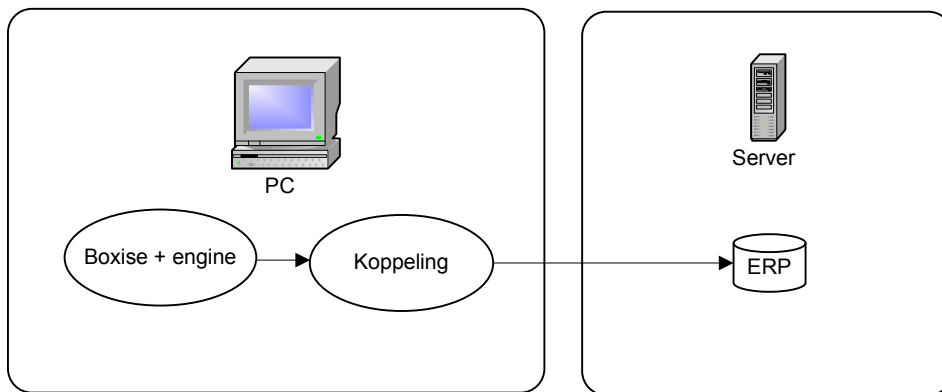 PC
Server
Boxise + engine
Koppeling
ERP